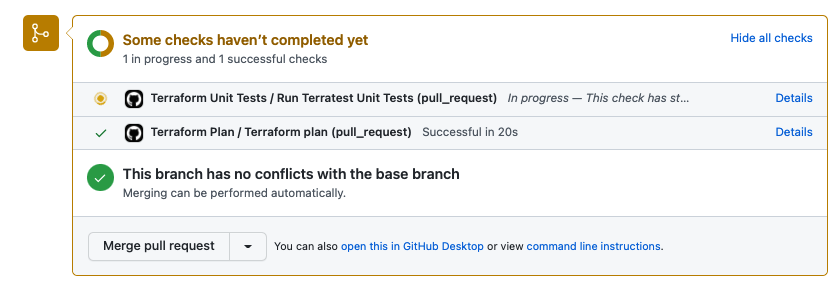 Some checks haven't completed yet
Hide all checks
1 in progress and 1 successful checks
Terraform Unit Tests / Run Terratest Unit Tests (pull_request) In progress — This check has st... Details
Terraform Plan / Terraform plan (pull_request) Successful in 20s Details
This branch has no conflicts with the base branch
Merging can be performed automatically.
Merge pull request You can also open this in GitHub Desktop or view command line instructions.